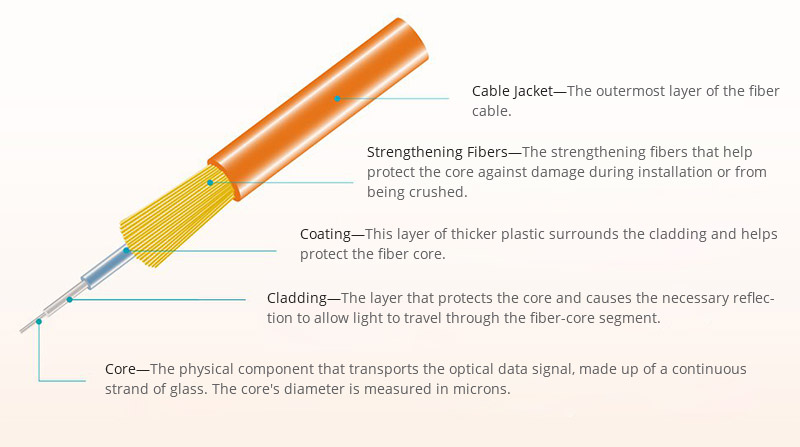 Cable Jacket—The outermost layer of the fiber
cable.
Strengthening Fibers—The strengthening fibers that help
protect the core against damage during installation or from
being crushed.
Coating—This layer of thicker plastic surrounds the cladding and helps
protect the fiber core.
Cladding—The layer that protects the core and causes the necessary reflec-
tion to allow light to travel through the fiber-core segment.
Core—The physical component that transports the optical data signal, made up of a continuous
strand of glass. The core's diameter is measured in microns.